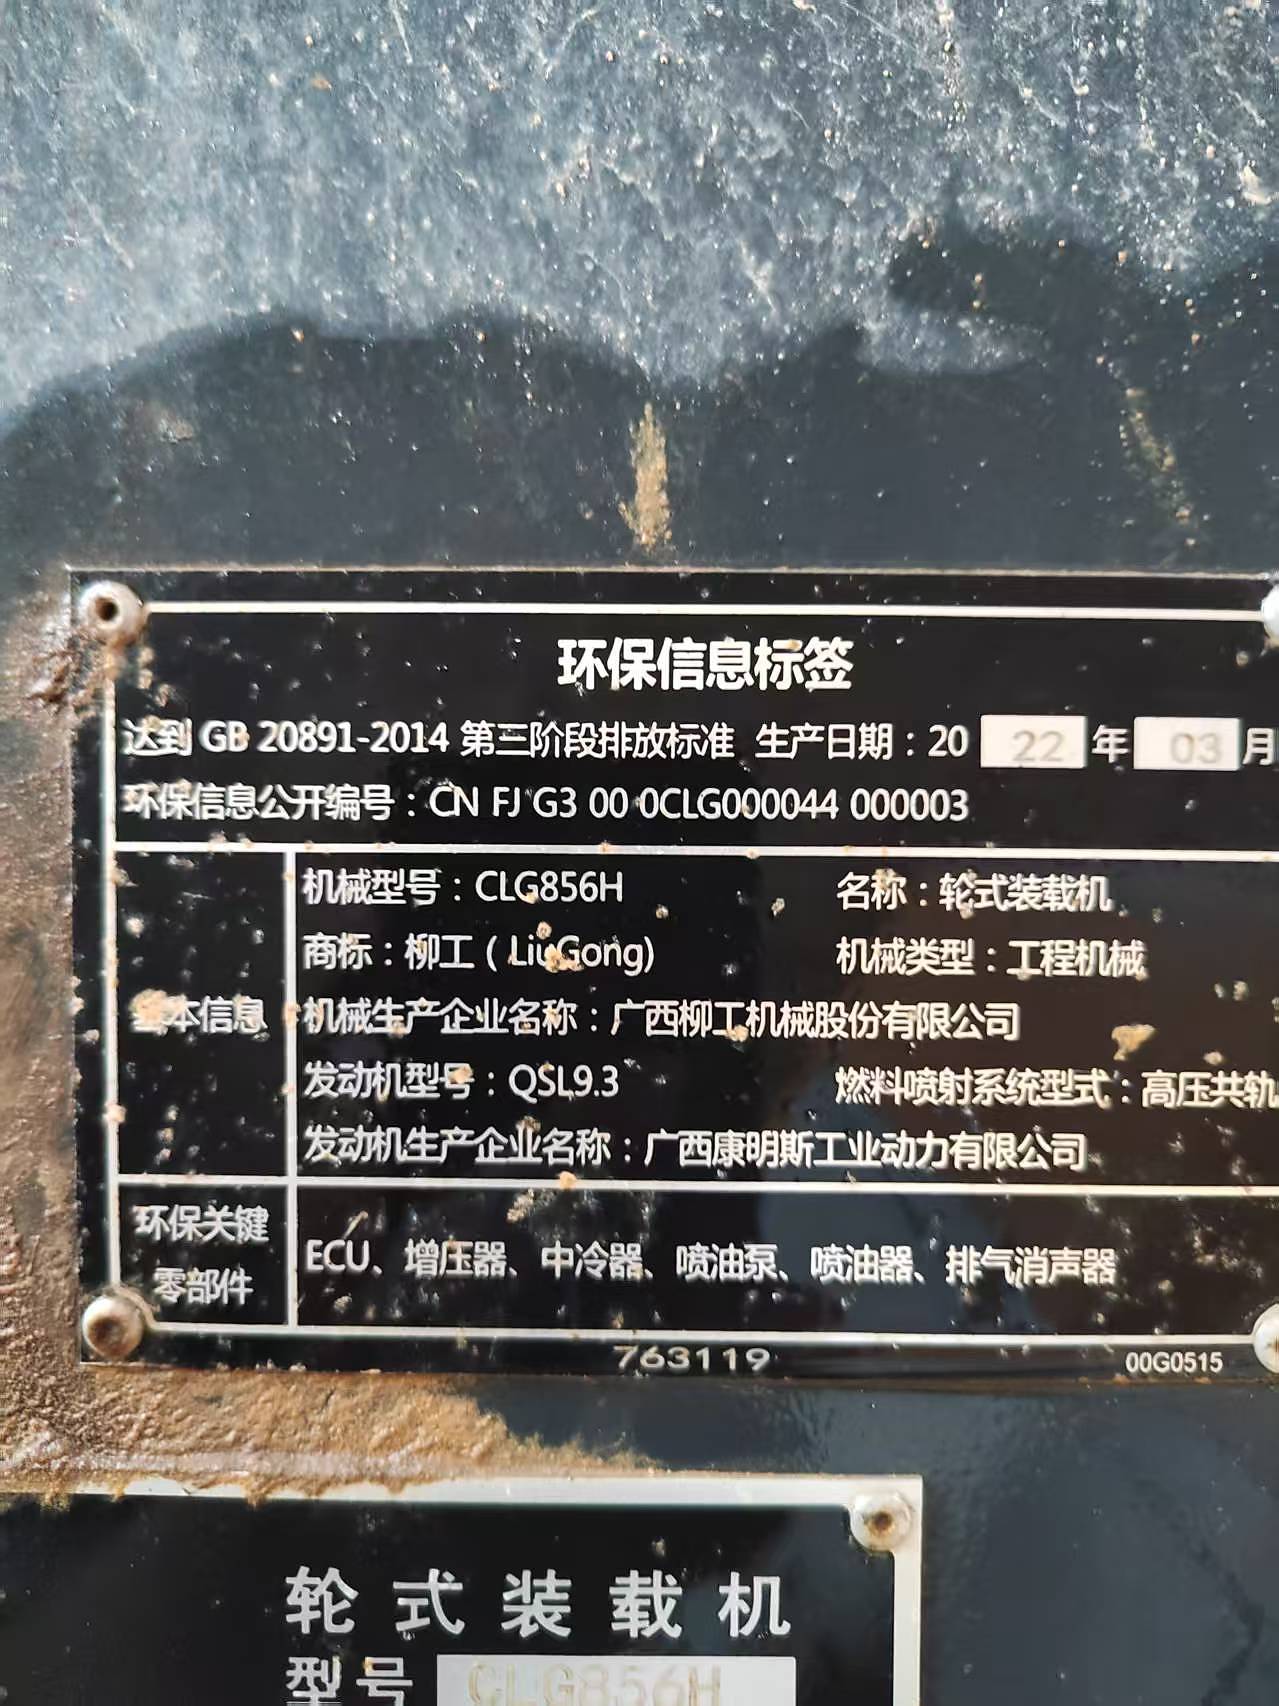 环保信息标签
达到 GB 20891-2014 第三阶段排放标准 生产日期：20 22 年 03 月
环保信息公开编号：CN FJ G3 00 0CLG000044 000003
基本信息
机械型号：CLG856H 名称：轮式装载机
商标：柳工（LiuGong) 机械类型：工程机械
机械生产企业名称：广西柳工机械股份有限公司
发动机型号：QSL9.3 燃料喷射系统型式：高压共轨
发动机生产企业名称：广西康明斯工业动力有限公司
环保关键
零部件
ECU、增压器、中冷器、喷油泵、喷油器、排气消声器
763119 00G0515
轮式装载机
型号 CLG856H